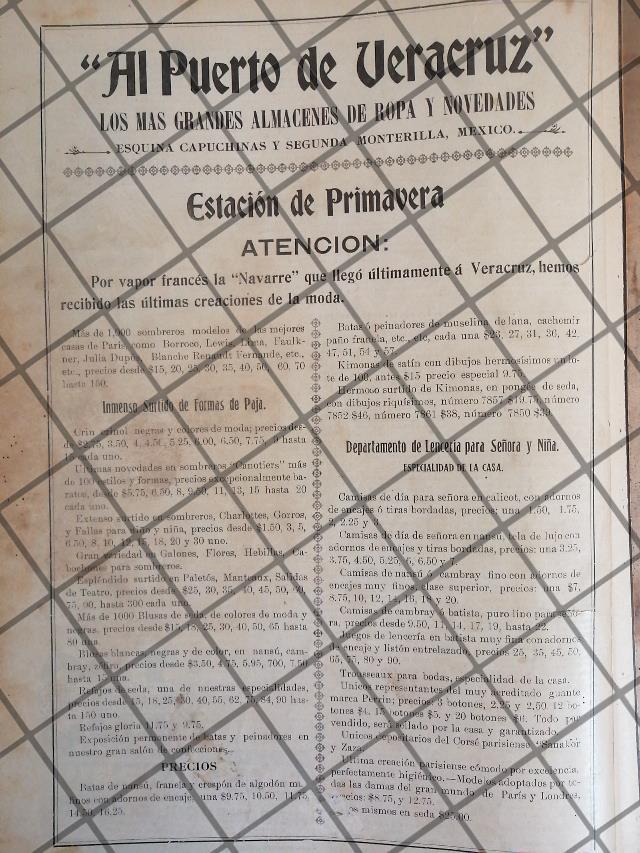 "Al Puerto de Veracruz"
LOS MAS GRANDES ALMACENES DE ROPA Y NOVEDADES
ESQUINA CAPUCHINAS Y SEGUNDA MONTERILLA, MEXICO.
Estación de Primavera
ATENCION:
Por vapor francés la "Navarre" que llegó últimamente á Veracruz, hemos
recibido las últimas creaciones de la moda.
Más de 1,000 sombreros modelos de las mejores
casas de París, como Borroco, Lewis, Lima, Faulk-
ner, Julia Dupos, Blanche Renault Fernande, etc.,
etc., precios desde $15, 20, 25, 30, 35, 40, 50, 60, 70
hasta 150.
Inmenso Surtido de Formas de Paja.
Crin crinol negras y colores de moda; precios des-
de $2.75, 3.50, 4, 4.50, 5.25, 6.00, 6.50, 7.75, 9 hasta
15 cada uno.
Ultimas novedades en sombreros "Canotiers" más
de 100 estilos y formas, precios excepcionalmente ba-
ratos, desde $5.75, 6.50, 8, 9.50, 11, 13, 15 hasta 20
cada uno.
Extenso surtido en sombreros, Charlottes, Gorros,
y Fallas para niño y niña, precios desde $1.50, 3, 5,
6.50, 8, 10, 12, 15, 18, 20 y 30 uno.
Gran variedad en Galones, Flores, Hebillas, Ca-
bochones para sombreros.
Espléndido surtido en Paletós, Manteaux, Salidas
de Teatro, precios desde $25, 30, 35, 40, 45, 50, 60,
75, 90, hasta 300 cada uno.
Más de 1000 Blusas de seda, de colores de moda y
negras, precios desde $15, 18, 25, 30, 40, 50, 65 hasta
80 una.
Blusas blancas, negras y de color, en nansú, cam-
bray, zéfiro, precios desde $3.50, 4.75, 5.95, 700, 7.50
hasta 15 una.
Refajos de seda, una de nuestras especialidades,
precios desde 15, 18, 25, 30, 40, 55, 62, 75, 84, 90 has-
ta 150 uno.
Refajos gloria 11.75 y 9.75.
Exposición permanente de batas y peinadores en
nuestro gran salón de confecciones.
PRECIOS
Batas de nansú, franela y crespón de algodón mi-
finos con adornos de encaje, una $9.75, 10.50, 11.75,
14.50, 16.25.
Batas ó peinadores de muselina de lana, cachemir
paño franela, etc., etc., cada una $23, 27, 31, 36, 42,
47, 51, 54 y 57.
Kimonas de satín con dibujos hermosísimos un lo-
te de 100, antes $15 precio especial 9.75.
Hermoso surtido de Kimonas, en pongés de seda,
con dibujos riquísimos, número 7857 $19.75, número
7852 $46, número 7861 $38, número 7850 $39.
Departamento de Lencería para Señora y Niña.
ESPECIALIDAD DE LA CASA.
Camisas de día para señora en calicot, con adornos
de encajes ó tiras bordadas, precios: una 1.50, 1.75,
2, 2.25 y 3.
Camisas de día de señora en nansú, tela de lujo con
adornos de encajes y tiras bordadas, precios: una 3.25,
3.75, 4.50, 5.25, 6, 6.50 y 7.
Camisas de nansú ó cambray fino con adornos de
encajes muy finos, clase superior, precios: una $7,
8.75, 10, 12, 14, 16, 18 y 20.
Camisas de cambray ó batista, puro lino para seño-
ra, precios desde 9.50, 11, 14, 17, 19, hasta 22.
Juegos de lencería en batista muy fina con adornos
de encaje y listón entrelazado, precios 25, 35, 45, 50,
65, 75, 80 y 90.
Trousseaux para bodas, especialidad de la casa.
Unicos representantes del muy acreditado guante
marca Perrin; precios: 3 botones, 2.25 y 2.50, 12 bo-
tones $4. 15 botones $5. y 20 botones $6. Todo par
vendido, será sellado por la casa y garantizado.
Unicos depositarios del Corsé parisiense "Sanakor
y Zaza.
Ultima creación parisiense cómodo por excelencia,
perfectamente higiénico.—Modelos adoptados por to-
das las damas del gran mundo de París y Londres,
precios: $8.75, y 12.75.
os mismos en seda $25.00.